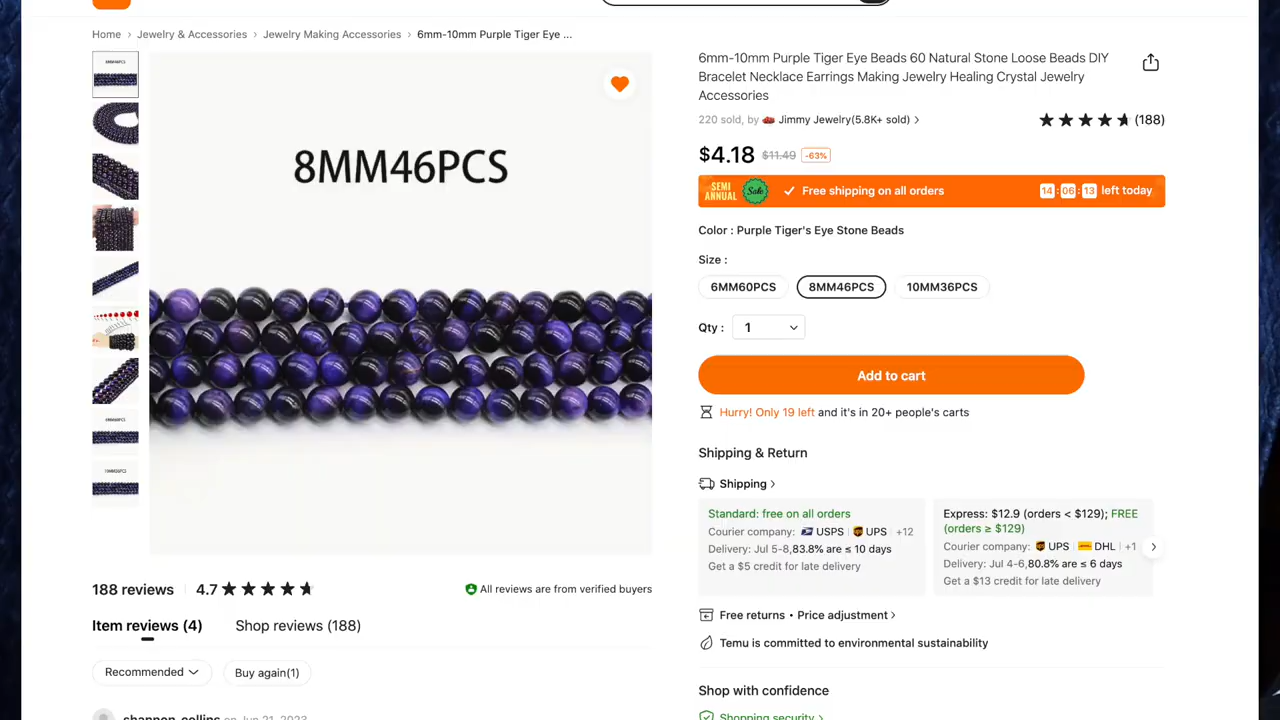 Home › Jewelry & Accessories › Jewelry Making Accessories › 6mm-10mm Purple Tiger Eye ...
8MM46PCS
6mm-10mm Purple Tiger Eye Beads 60 Natural Stone Loose Beads DIY
Bracelet Necklace Earrings Making Jewelry Healing Crystal Jewelry
Accessories
220 sold, by Jimmy Jewelry(5.8K+ sold) ›
(188)
$4.18 $11.49 -63%
SEMI
ANNUAL
Sale
Free shipping on all orders
14 : 06 : 13 left today
Color : Purple Tiger's Eye Stone Beads
Size :
6MM60PCS 8MM46PCS 10MM36PCS
Qty : 1
Add to cart
Hurry! Only 19 left and it's in 20+ people's carts
Shipping & Return
Shipping ›
Standard: free on all orders
Courier company: USPS | UPS | +12
Delivery: Jul 5-8,83.8% are ≤ 10 days
Get a $5 credit for late delivery
Express: $12.9 (orders < $129); FREE
(orders ≥ $129)
Courier company: UPS | DHL | +1
Delivery: Jul 4-6,80.8% are ≤ 6 days
Get a $13 credit for late delivery
Free returns • Price adjustment ›
Temu is committed to environmental sustainability
Shop with confidence
Shopping security ›
188 reviews 4.7
All reviews are from verified buyers
Item reviews (4) Shop reviews (188)
Recommended Buy again(1)
shannon_collins on Jun 21, 2023